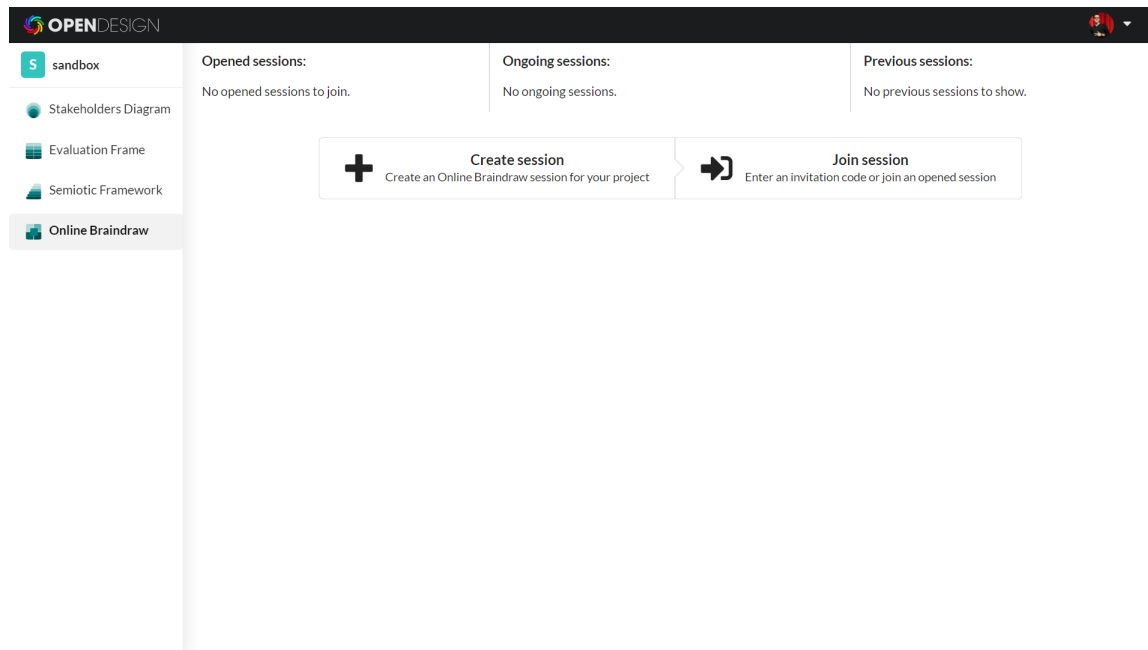 OPENDESIGN
S sandbox
Stakeholders Diagram
Evaluation Frame
Semiotic Framework
Online Braindraw
Opened sessions:
No opened sessions to join.
Ongoing sessions:
No ongoing sessions.
Previous sessions:
No previous sessions to show.
Create session
Create an Online Braindraw session for your project
Join session
Enter an invitation code or join an opened session